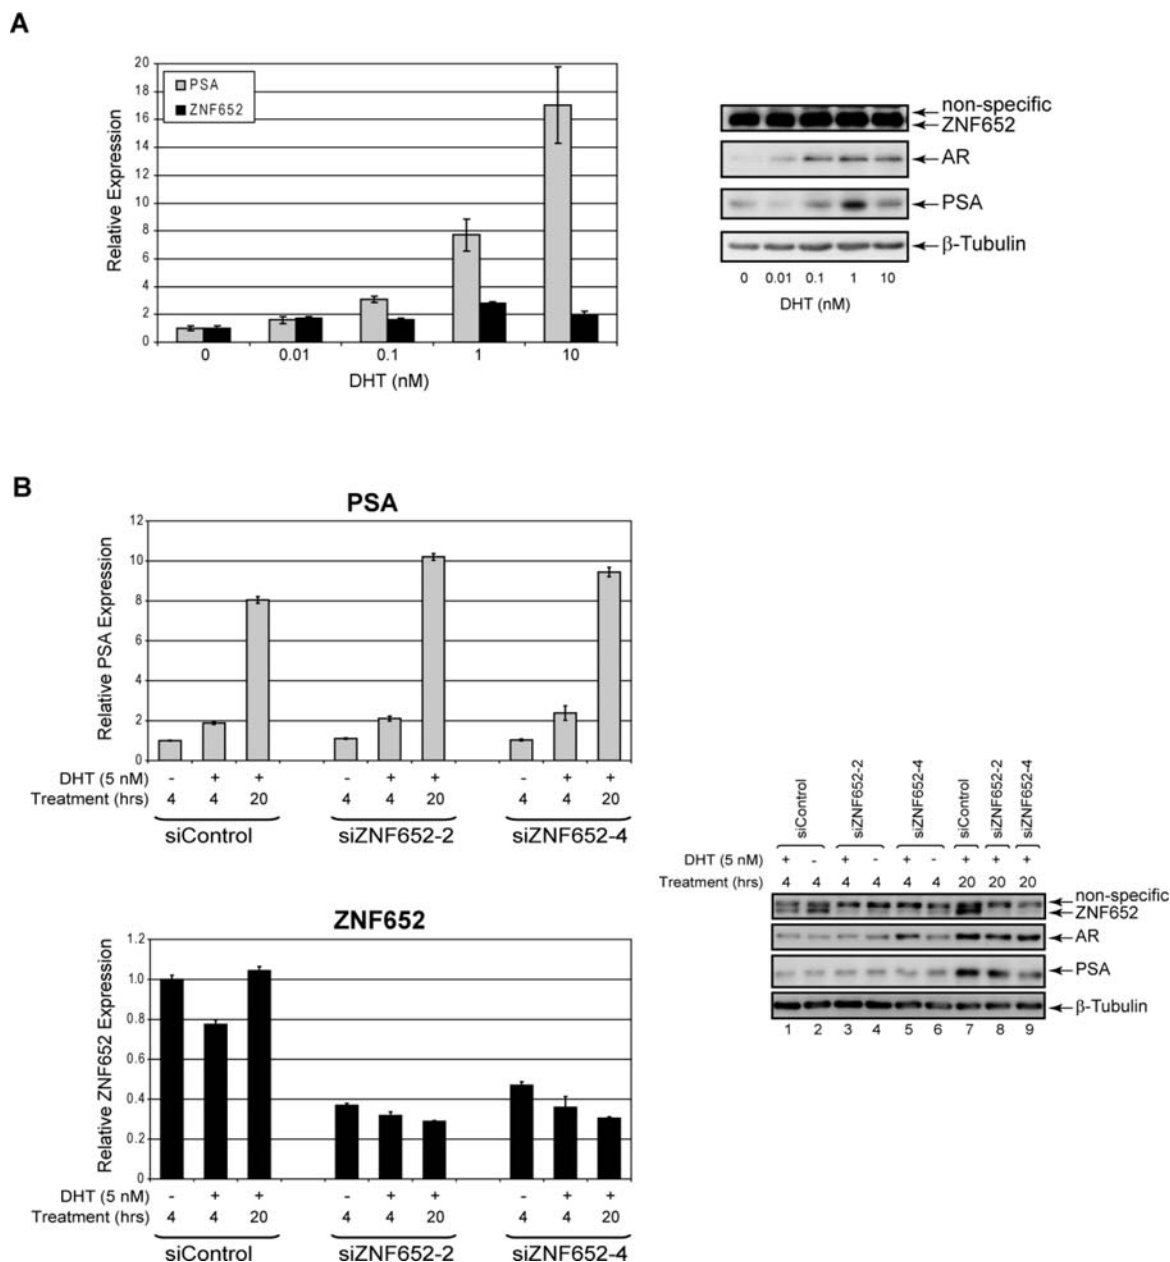 A
20
18
16
14
12
10
8
6
4
2
0
Relative Expression
PSA
ZNF652
0 0.01 0.1 1 10
DHT (nM)
non-specific
ZNF652
AR
PSA
β-Tubulin
0 0.01 0.1 1 10
DHT (nM)
B
PSA
12
10
8
6
4
2
0
Relative PSA Expression
DHT (5 nM) - + + - + + - + +
Treatment (hrs) 4 4 20 4 4 20 4 4 20
siControl siZNF652-2 siZNF652-4
ZNF652
1.2
1.0
0.8
0.6
0.4
0.2
0
Relative ZNF652 Expression
DHT (5 nM) - + + - + + - + +
Treatment (hrs) 4 4 20 4 4 20 4 4 20
siControl siZNF652-2 siZNF652-4
siControl siZNF652-2 siZNF652-4 siControl siZNF652-2 siZNF652-4
DHT (5 nM) + - + - + - + + +
Treatment (hrs) 4 4 4 4 4 4 20 20 20
non-specific
ZNF652
AR
PSA
β-Tubulin
1 2 3 4 5 6 7 8 9